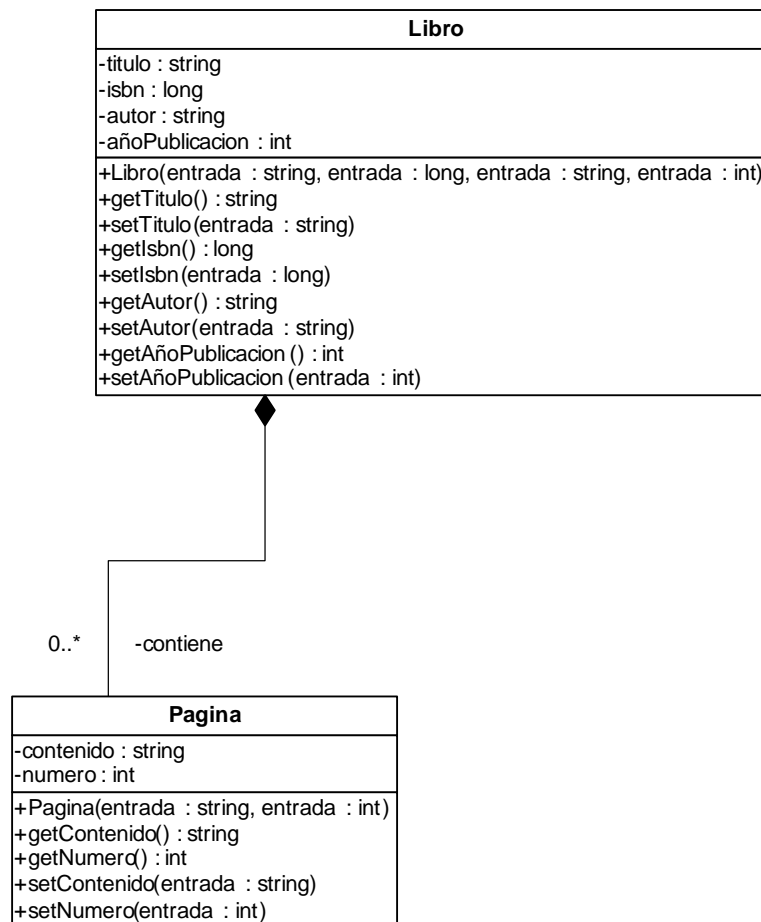 Libro
-titulo : string
-isbn : long
-autor : string
-añoPublicacion : int
+Libro(entrada : string, entrada : long, entrada : string, entrada : int)
+getTitulo() : string
+setTitulo(entrada : string)
+getIsbn() : long
+setIsbn(entrada : long)
+getAutor() : string
+setAutor(entrada : string)
+getAñoPublicacion() : int
+setAñoPublicacion(entrada : int)
0..* -contiene
Pagina
-contenido : string
-numero : int
+Pagina(entrada : string, entrada : int)
+getContenido() : string
+getNumero() : int
+setContenido(entrada : string)
+setNumero(entrada : int)